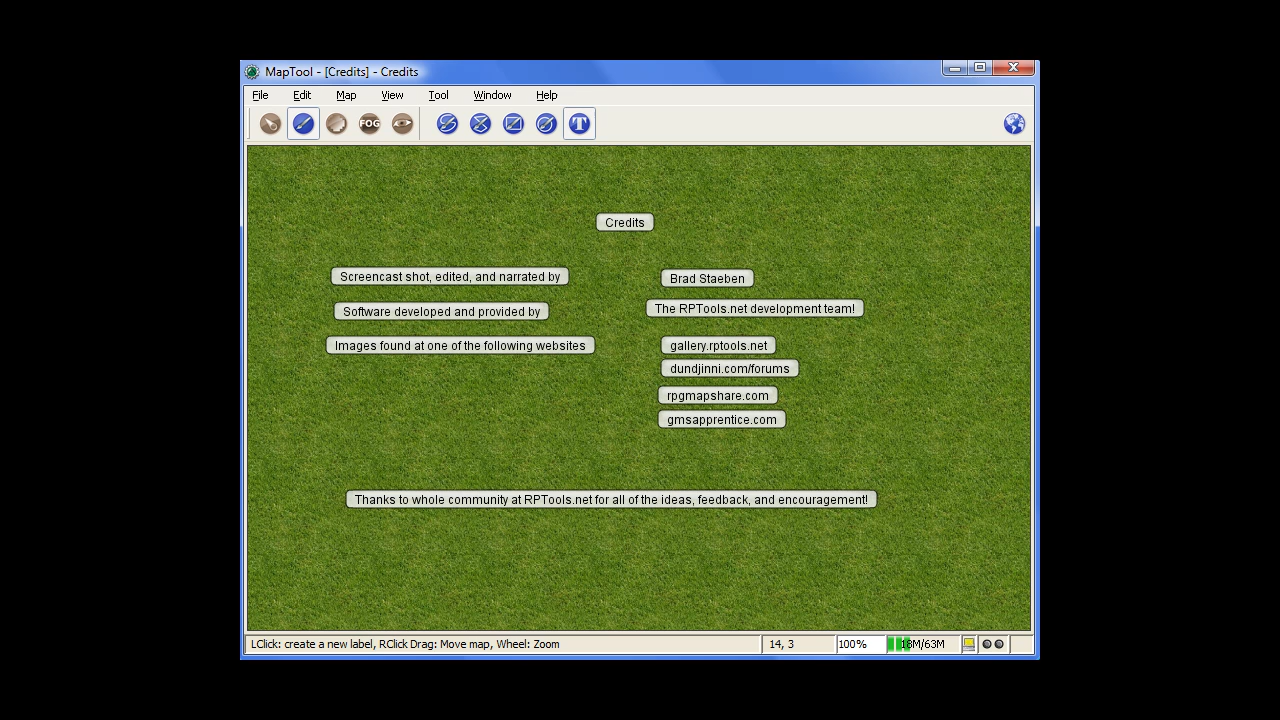 MapTool - [Credits] - Credits
File Edit Map View Tool Window Help
FOG T
Credits
Screencast shot, edited, and narrated by
Brad Staeben
Software developed and provided by
The RPTools.net development team!
Images found at one of the following websites
gallery.rptools.net
dundjinni.com/forums
rpgmapshare.com
gmsapprentice.com
Thanks to whole community at RPTools.net for all of the ideas, feedback, and encouragement!
LClick: create a new label, RClick Drag: Move map, Wheel: Zoom 14, 3 100% 18M/63M